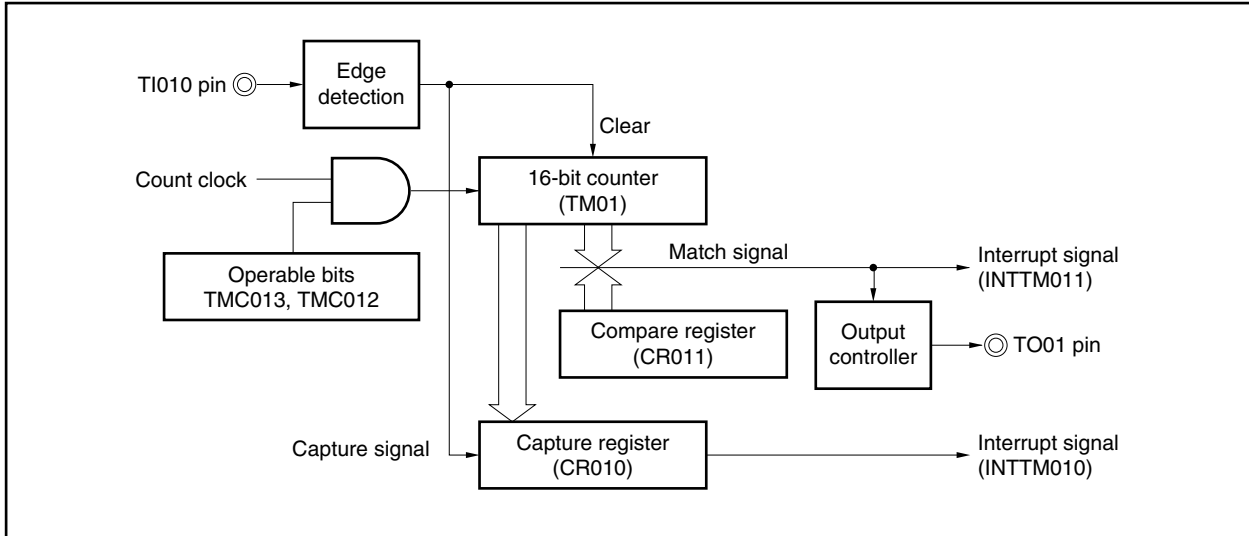 TI010 pin
Edge
detection
Clear
Count clock
16-bit counter
(TM01)
Operable bits
TMC013, TMC012
Match signal
Interrupt signal
(INTTM011)
Compare register
(CR011)
Output
controller
TO01 pin
Capture signal
Capture register
(CR010)
Interrupt signal
(INTTM010)